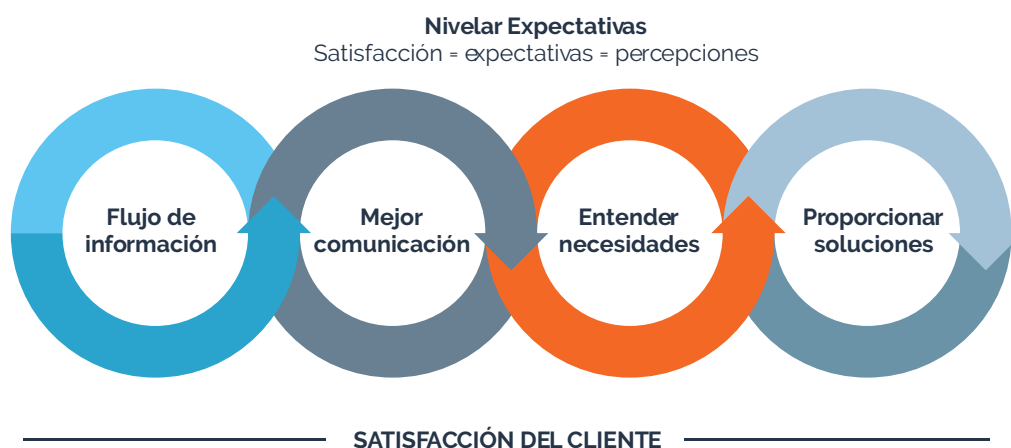 Nivelar Expectativas
Satisfacción = expectativas = percepciones
Flujo de
información
Mejor
comunicación
Entender
necesidades
Proporcionar
soluciones
SATISFACCIÓN DEL CLIENTE